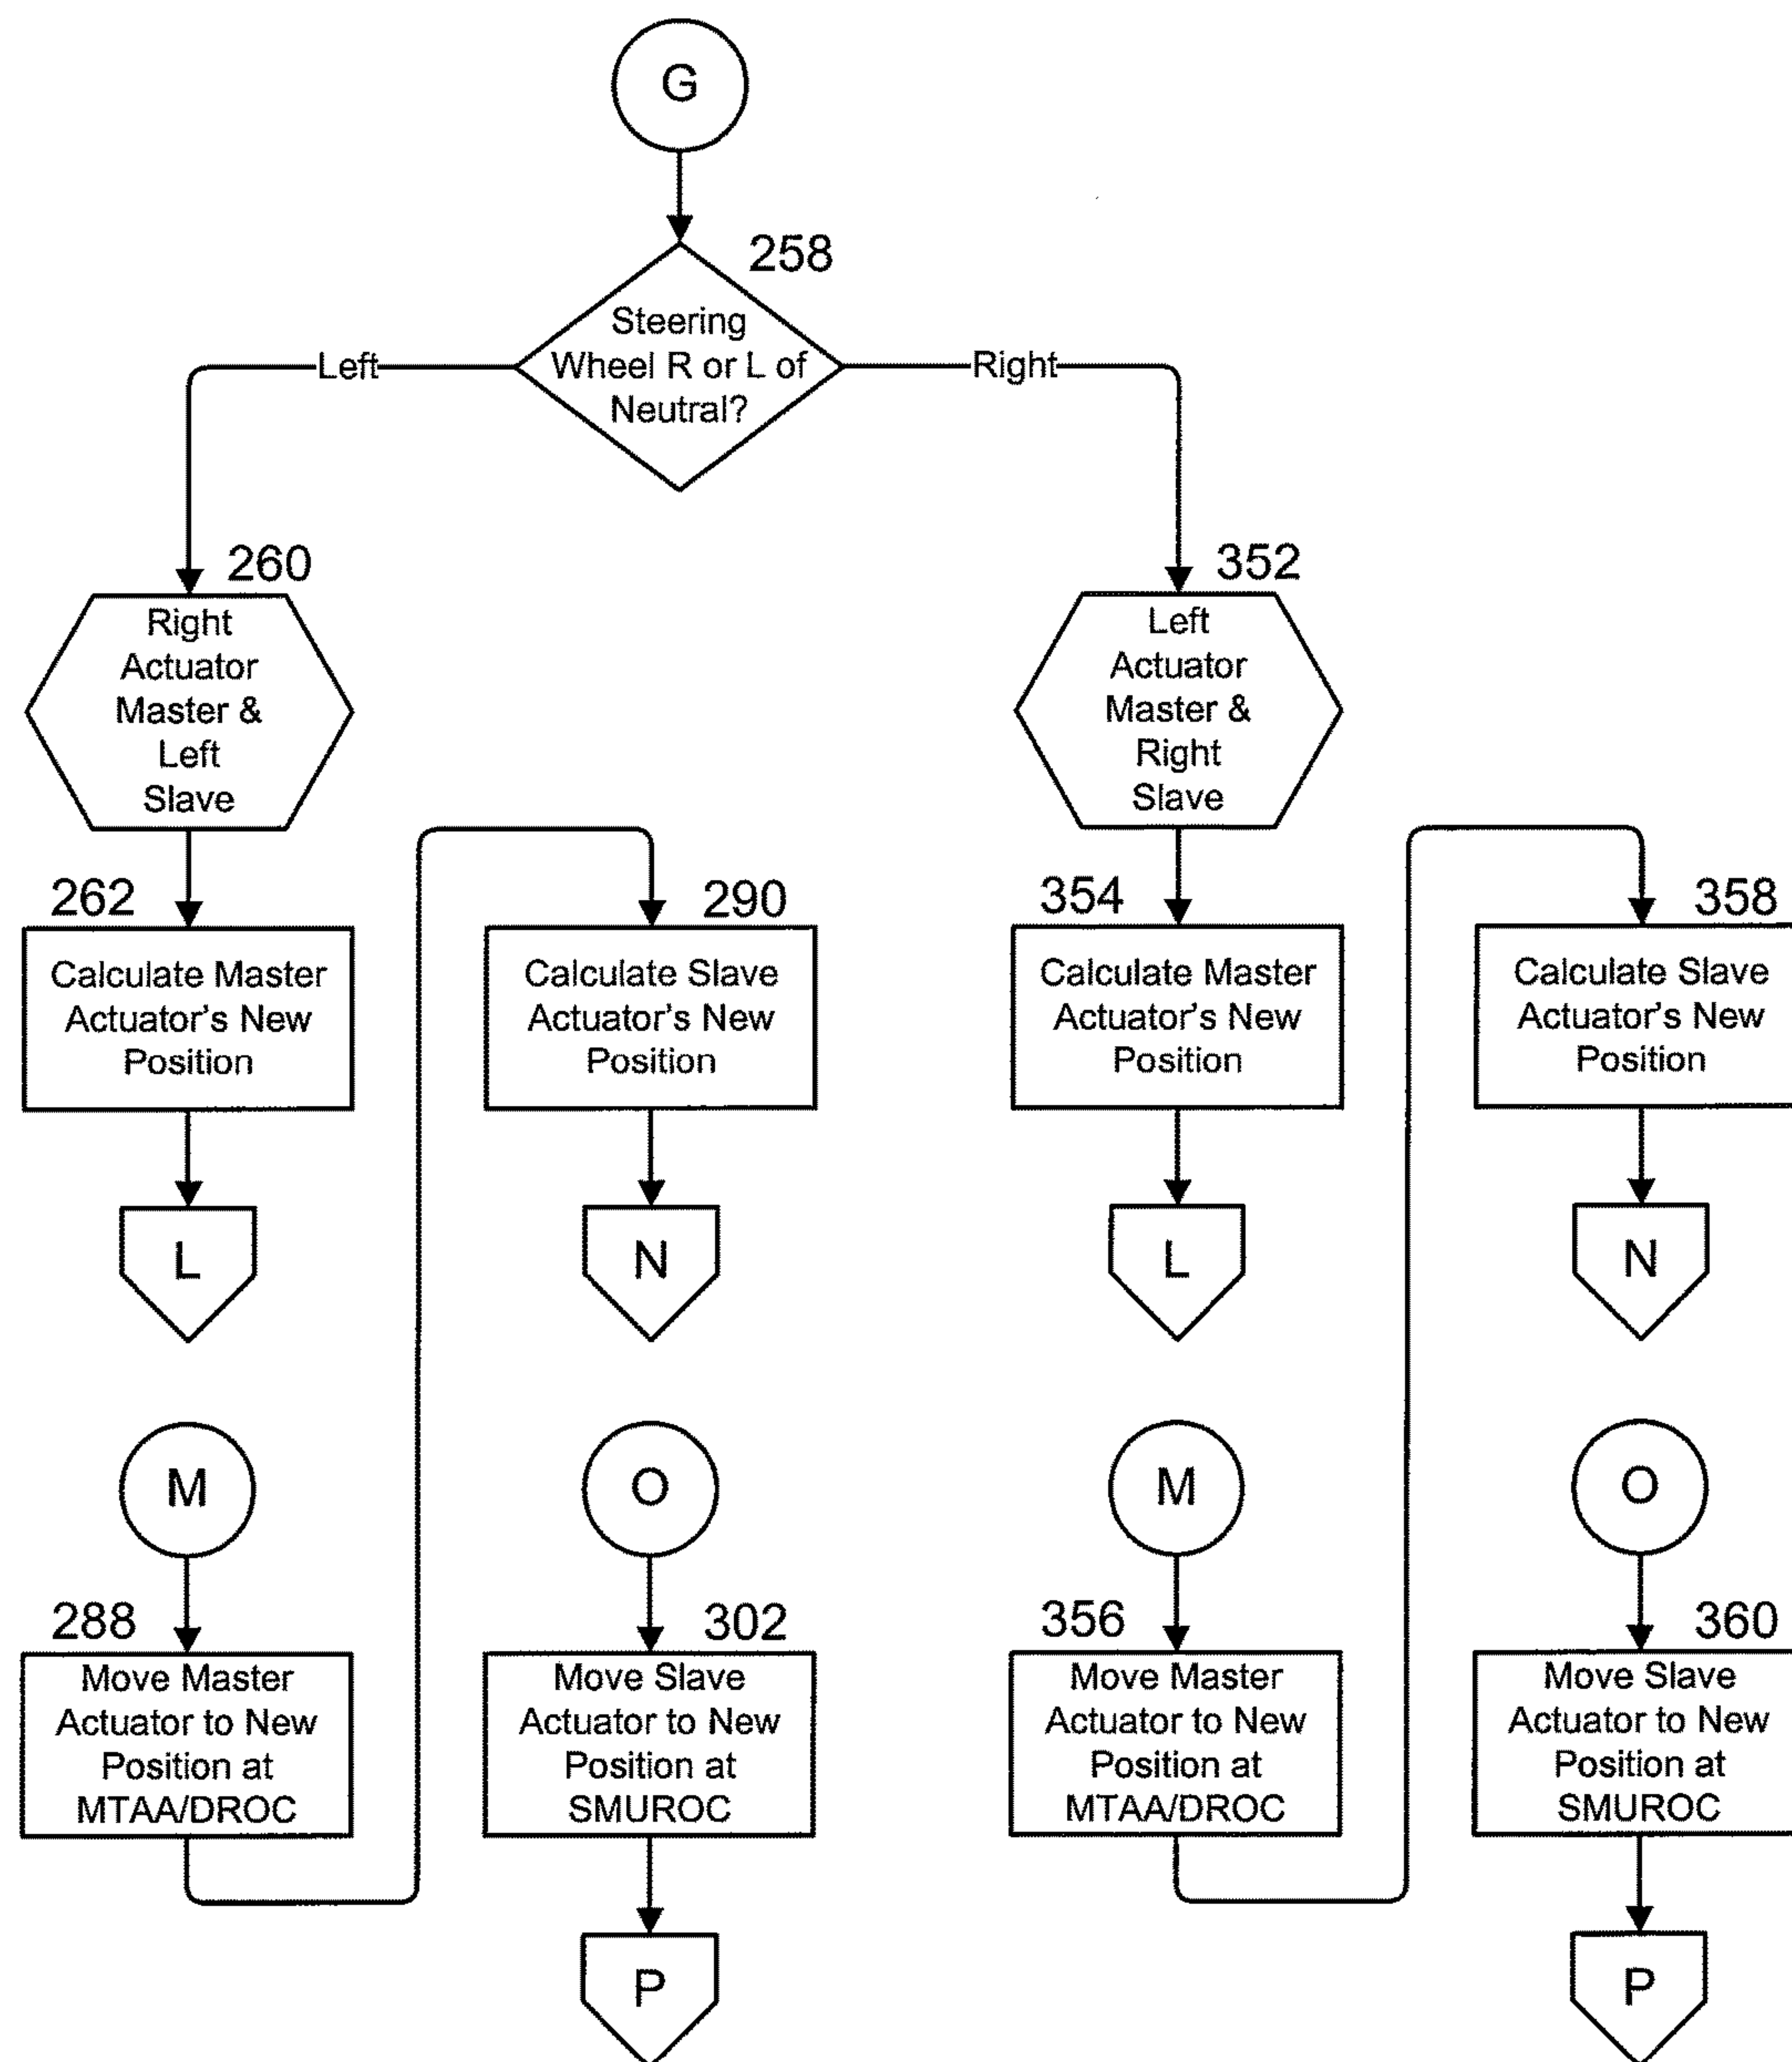 G
258
Steering
Wheel R or L of
Neutral?
Left
Right
260
Right
Actuator
Master &
Left
Slave
352
Left
Actuator
Master &
Right
Slave
262
Calculate Master
Actuator's New
Position
290
Calculate Slave
Actuator's New
Position
354
Calculate Master
Actuator's New
Position
358
Calculate Slave
Actuator's New
Position
L
N
L
N
M
O
M
O
288
Move Master
Actuator to New
Position at
MTAA/DROC
302
Move Slave
Actuator to New
Position at
SMUROC
356
Move Master
Actuator to New
Position at
MTAA/DROC
360
Move Slave
Actuator to New
Position at
SMUROC
P
P